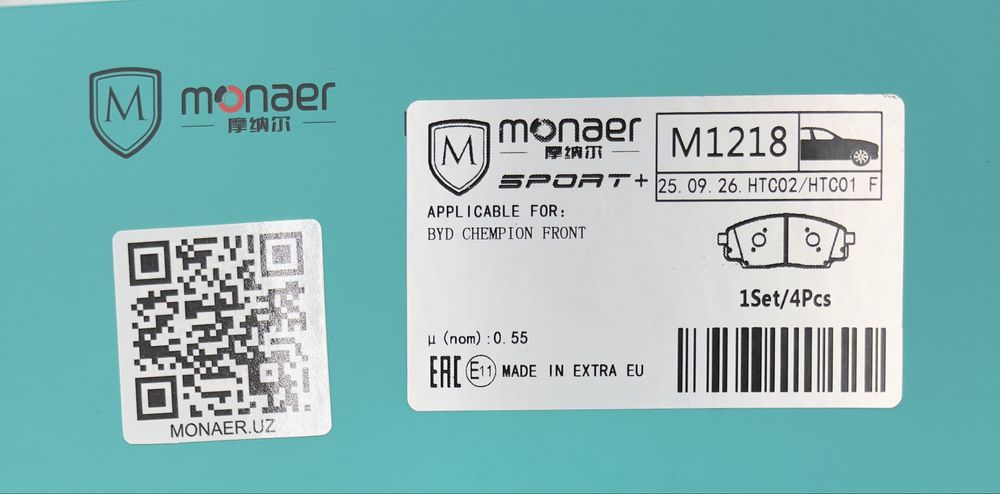 M
monaer
摩纳尔
MONAER.UZ
M
monaer
摩纳尔
SPORT+
M1218
25.09.26.HTC02/HTC01 F
APPLICABLE FOR:
BYD CHEMPION FRONT
1Set/4Pcs
μ(nom):0.55
EAC E11 MADE IN EXTRA EU